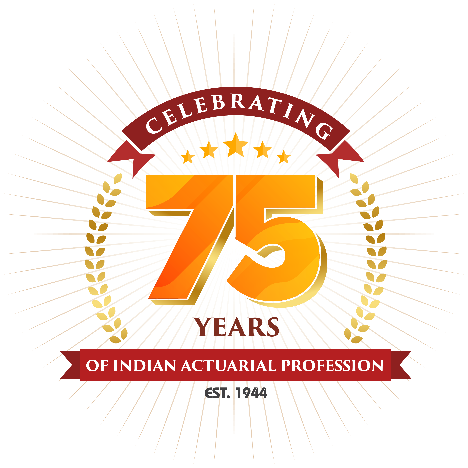 CELEBRATING
75
YEARS
OF INDIAN ACTUARIAL PROFESSION
EST. 1944